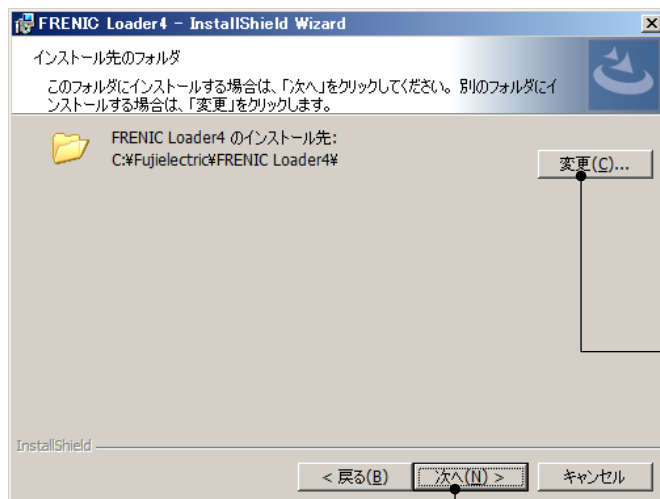 FRENIC Loader4 - InstallShield Wizard
インストール先のフォルダ
このフォルダにインストールする場合は、「次へ」をクリックしてください。別のフォルダにイ
ンストールする場合は、「変更」をクリックします。
FRENIC Loader4 のインストール先:
C:¥Fujielectric¥FRENIC Loader4¥
変更(C)...
InstallShield
< 戻る(B)
次へ(N) >
キャンセル